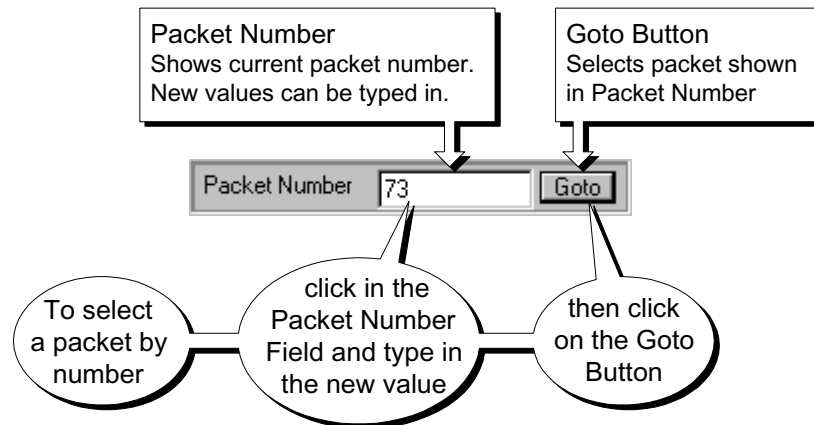 Packet Number
Shows current packet number.
New values can be typed in.
Goto Button
Selects packet shown
in Packet Number
Packet Number
73
Goto
To select
a packet by
number
click in the
Packet Number
Field and type in
the new value
then click
on the Goto
Button